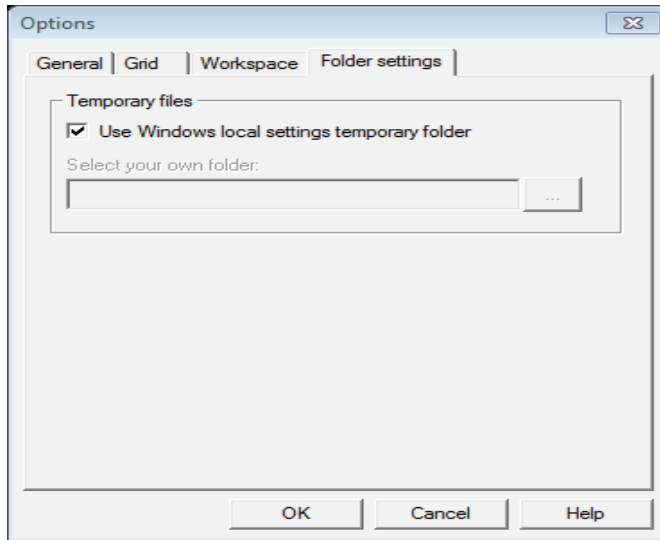 Options
General Grid Workspace Folder settings
Temporary files
Use Windows local settings temporary folder
Select your own folder:
...
OK Cancel Help